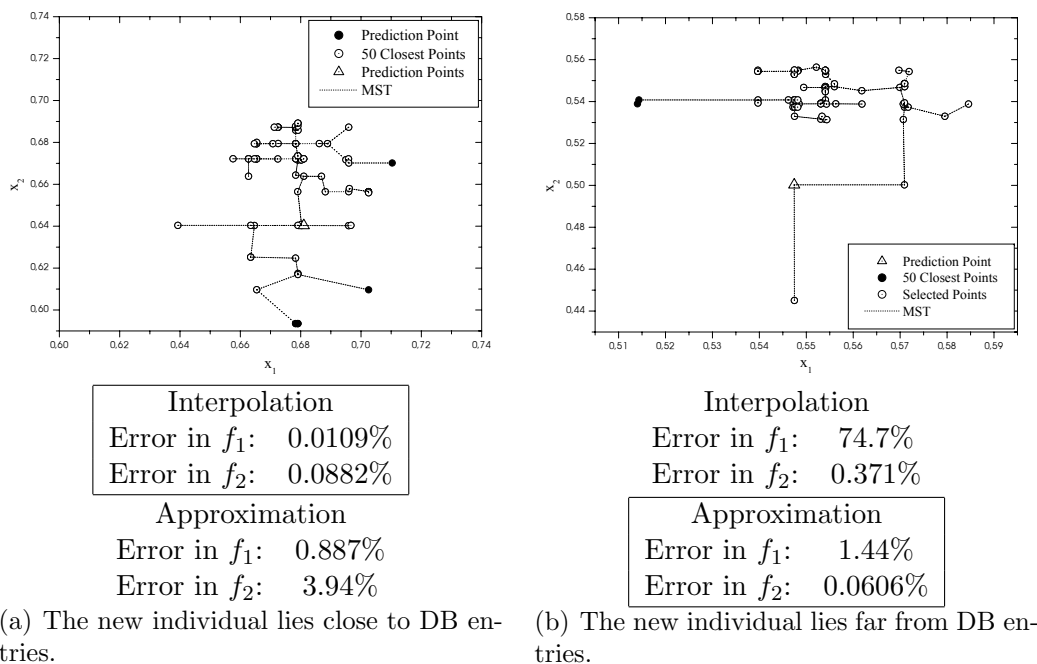 0,74
0,72
0,70
0,68
0,66
0,64
0,62
0,60
x2
0,60 0,62 0,64 0,66 0,68 0,70 0,72 0,74
x1
Prediction Point
50 Closest Points
Prediction Points
MST
Interpolation
Error in f1: 0.0109%
Error in f2: 0.0882%
Approximation
Error in f1: 0.887%
Error in f2: 3.94%
(a) The new individual lies close to DB en-
tries.
0,58
0,56
0,54
0,52
0,50
0,48
0,46
0,44
x2
0,51 0,52 0,53 0,54 0,55 0,56 0,57 0,58 0,59
x1
Prediction Point
50 Closest Points
Selected Points
MST
Interpolation
Error in f1: 74.7%
Error in f2: 0.371%
Approximation
Error in f1: 1.44%
Error in f2: 0.0606%
(b) The new individual lies far from DB en-
tries.